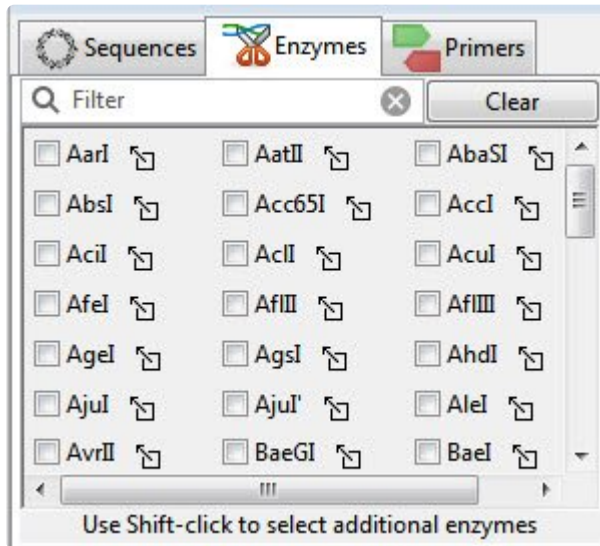 Sequences Enzymes Primers
Filter Clear
AarI AatII AbaSI
AbsI Acc65I AccI
AciI AclI AcuI
AfeI AflII AflIII
AgeI AgsI AhdI
AjuI AjuI' AleI
AvrII BaeGI BaeI
Use Shift-click to select additional enzymes